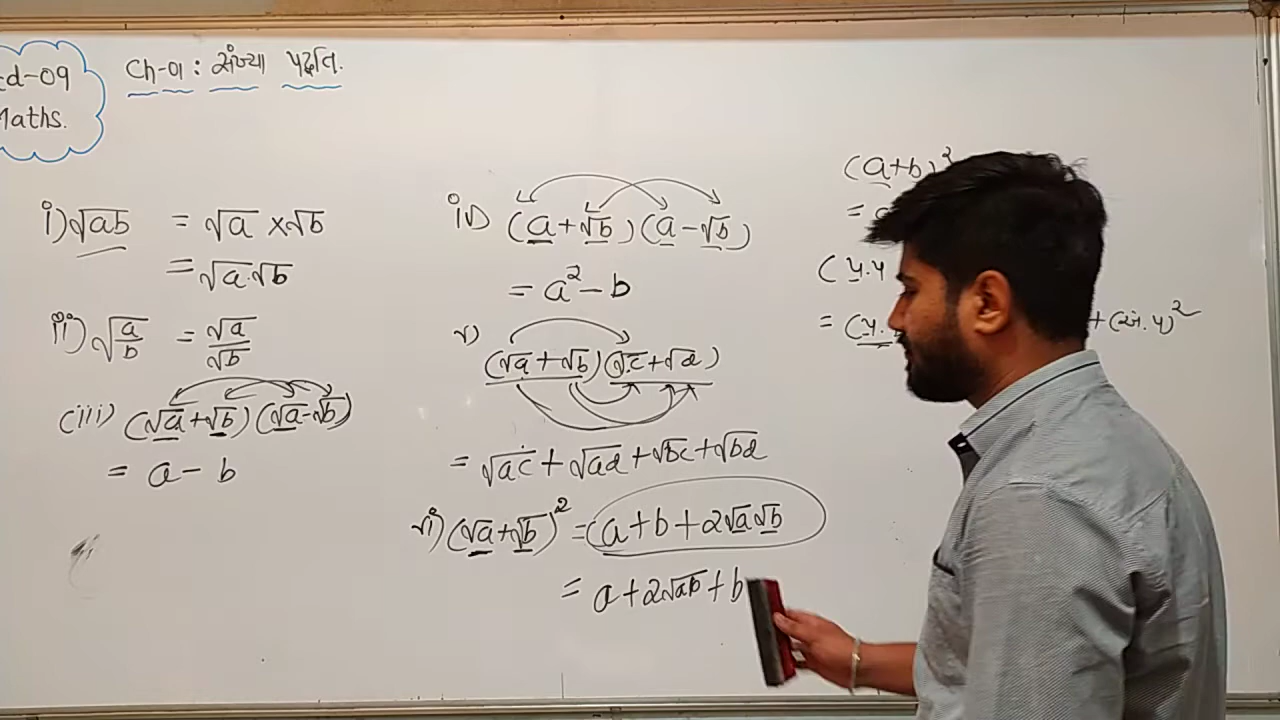 d-09
Maths.
Ch-01 : સંખ્યા પદ્ધતિ.
i) √ab = √a × √b
= √a.√b
ii) √(a/b) = √a/√b
(iii) (√a + √b)(√a - √b)
= a - b
iv) (a + √b)(a - √b)
= a² - b
v) (√a + √b)(√c + √d)
= √ac + √ad + √bc + √bd
vi) (√a + √b)² = (a + b + 2√a√b
= a + 2√ab + b
(a+b)²
=
(પ.પ
= (પ. + (અં.પ)²